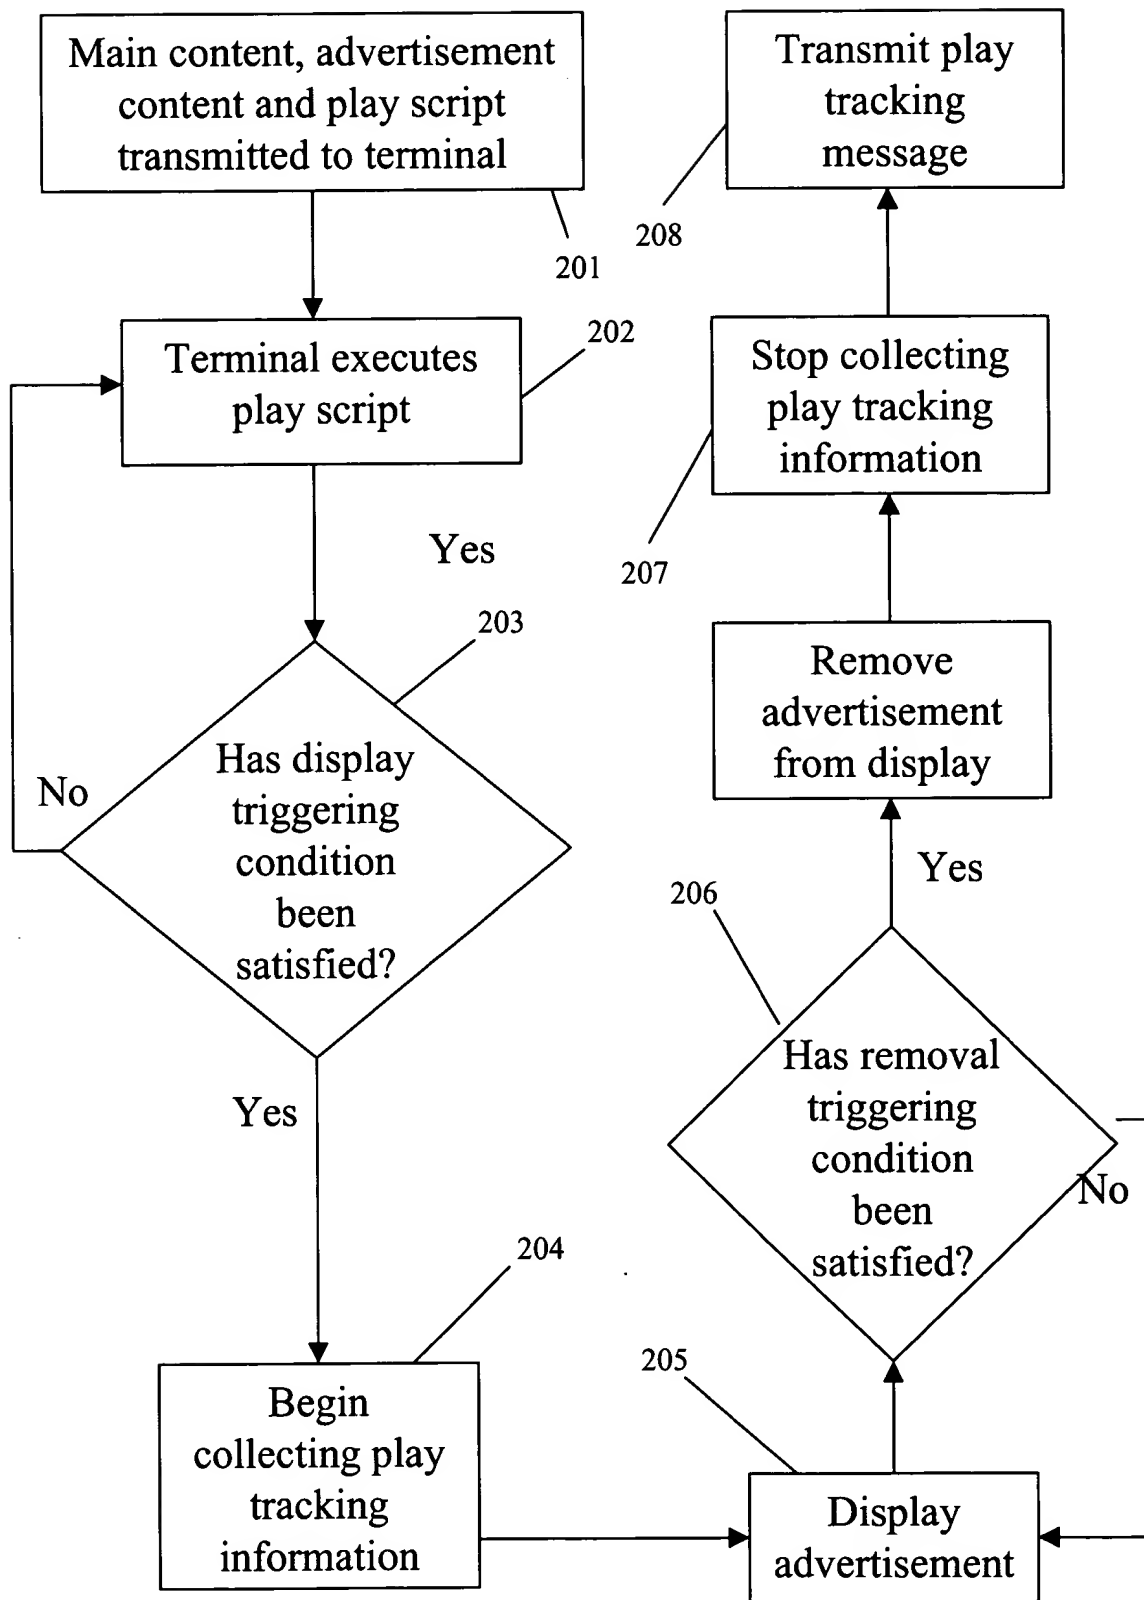 Main content, advertisement
content and play script
transmitted to terminal
201
Terminal executes
play script
202
Yes
203
Has display
triggering
condition
been
satisfied?
No
Yes
204
Begin
collecting play
tracking
information
205
Display
advertisement
206
Has removal
triggering
condition
been
satisfied?
No
Yes
Remove
advertisement
from display
207
Stop collecting
play tracking
information
208
Transmit play
tracking
message